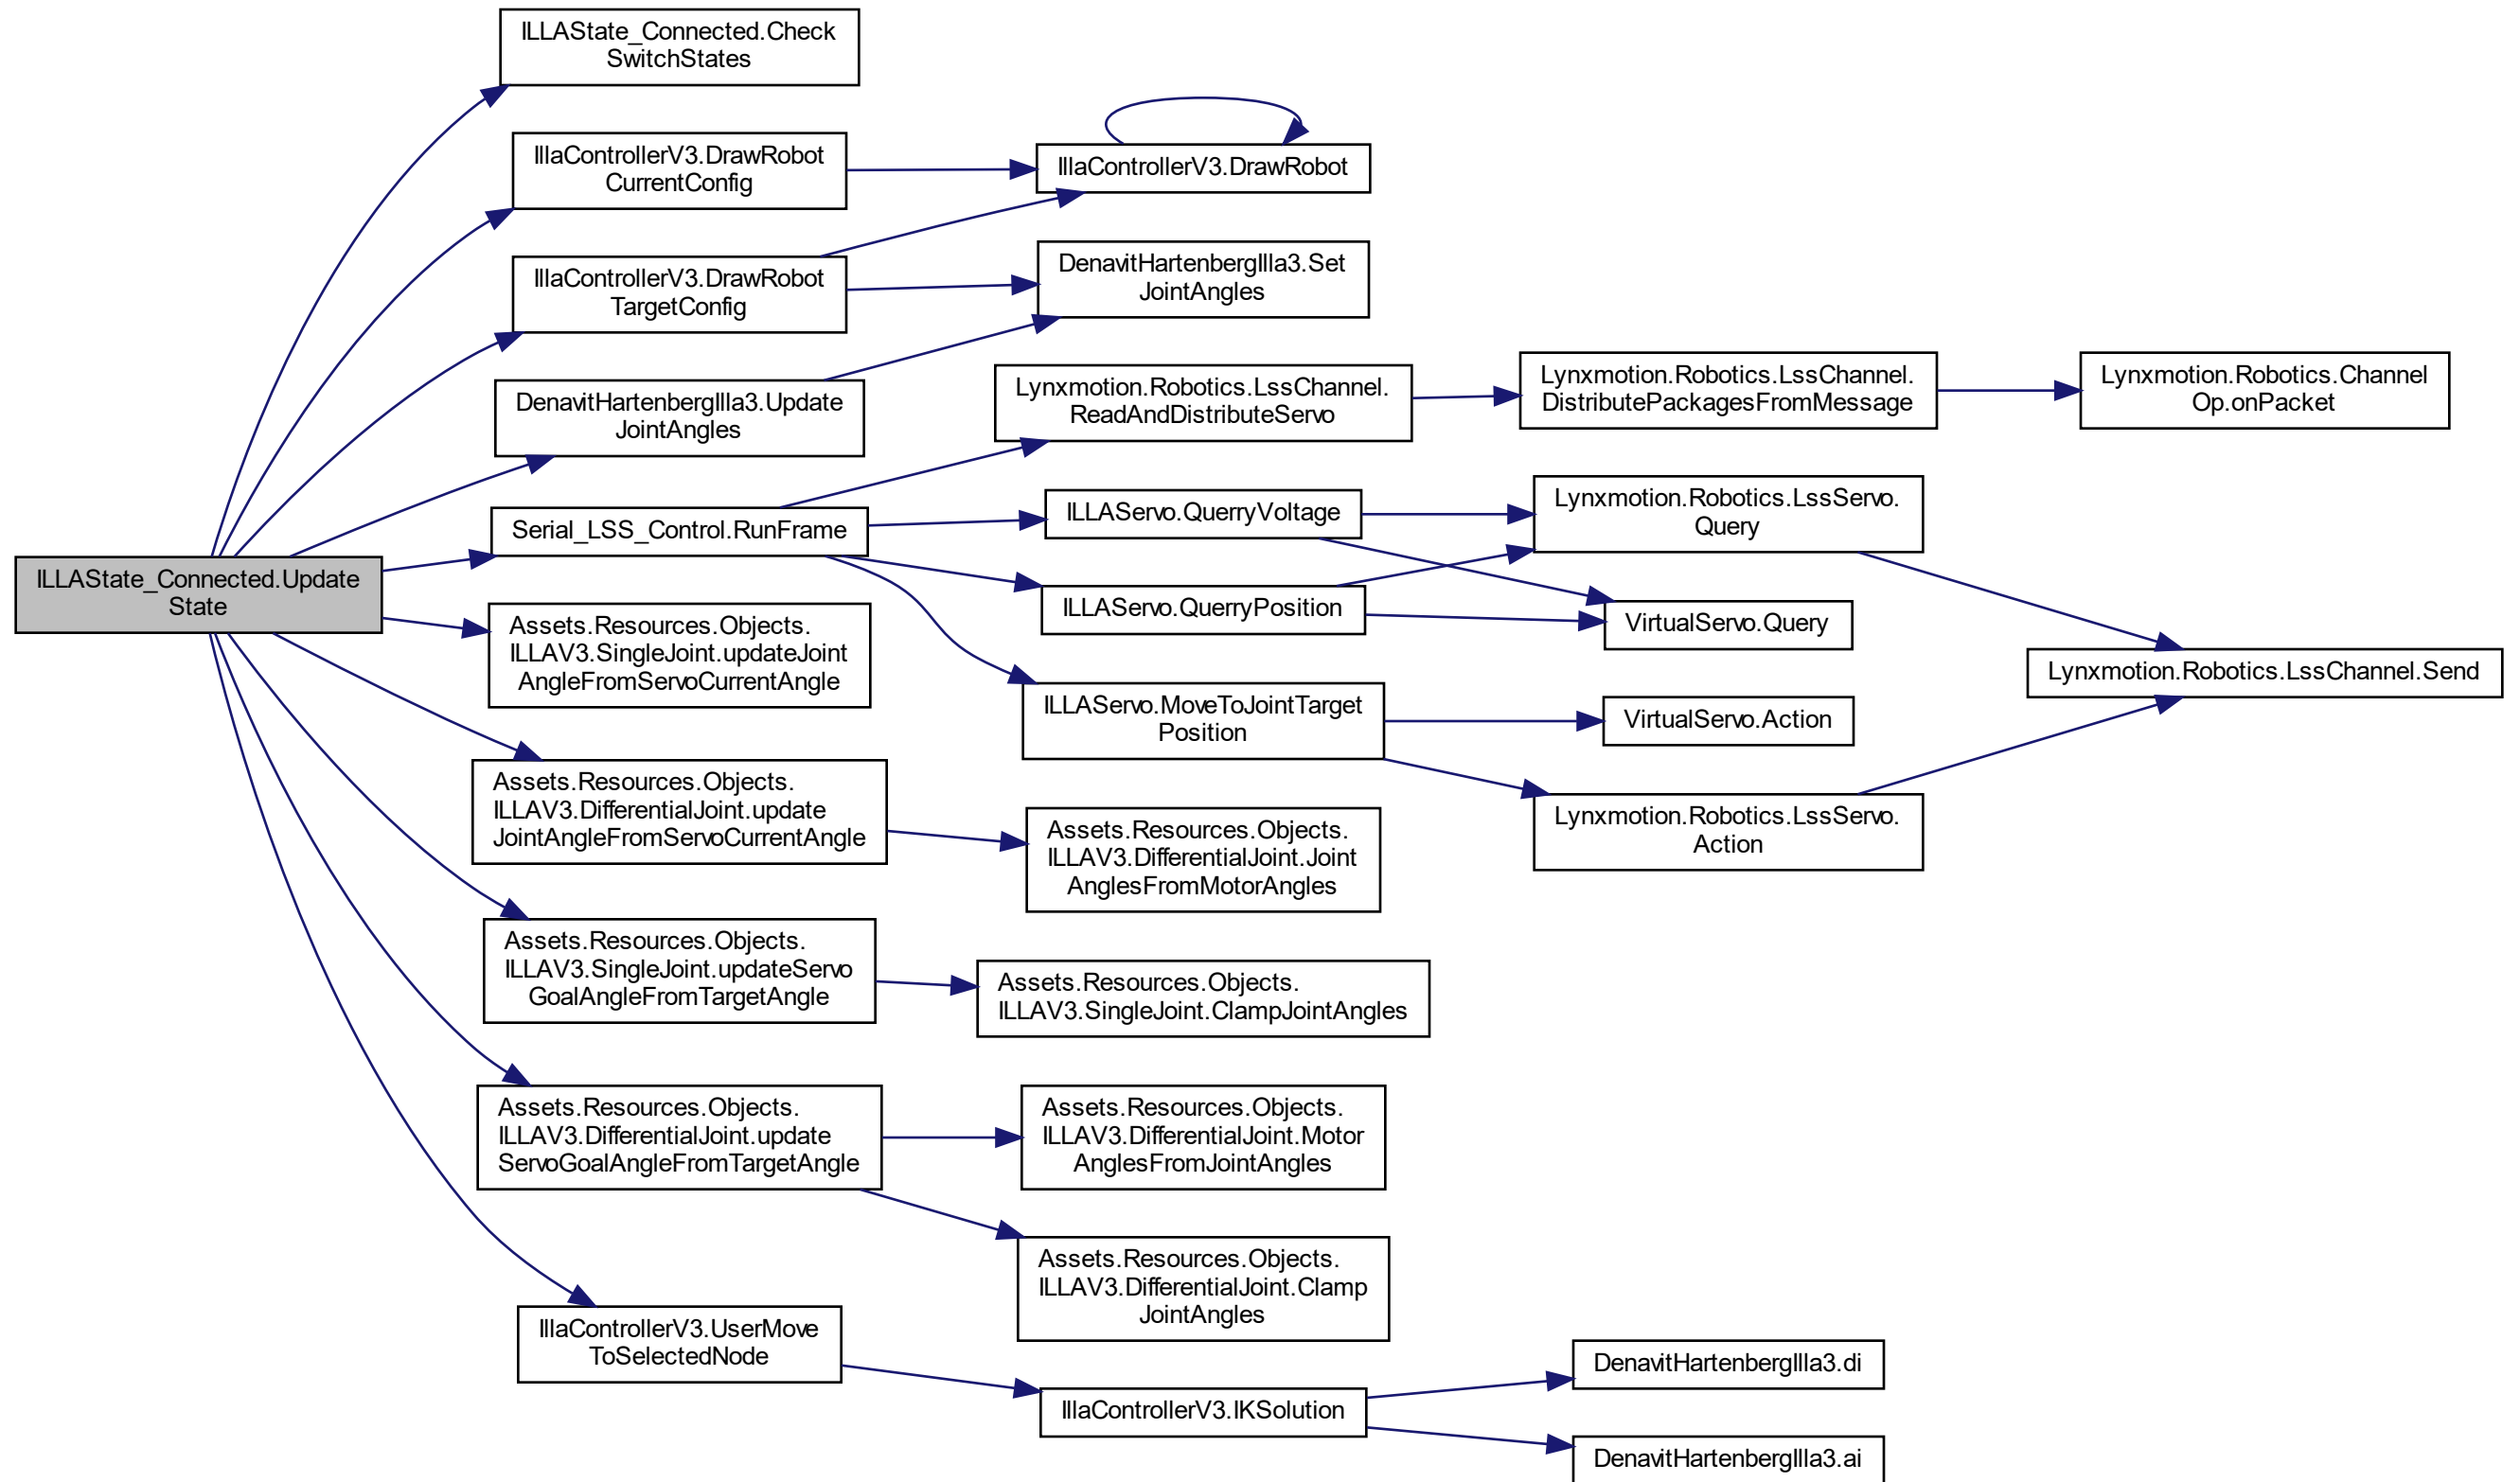 ILLAState_Connected.Check
SwitchStates
IllaControllerV3.DrawRobot
CurrentConfig
IllaControllerV3.DrawRobot
IllaControllerV3.DrawRobot
TargetConfig
DenavitHartenbergIlla3.Set
JointAngles
DenavitHartenbergIlla3.Update
JointAngles
Lynxmotion.Robotics.LssChannel.
ReadAndDistributeServo
Lynxmotion.Robotics.LssChannel.
DistributePackagesFromMessage
Lynxmotion.Robotics.Channel
Op.onPacket
Serial_LSS_Control.RunFrame
ILLAServo.QuerryVoltage
Lynxmotion.Robotics.LssServo.
Query
ILLAState_Connected.Update
State
ILLAServo.QuerryPosition
VirtualServo.Query
Assets.Resources.Objects.
ILLAV3.SingleJoint.updateJoint
AngleFromServoCurrentAngle
Lynxmotion.Robotics.LssChannel.Send
ILLAServo.MoveToJointTarget
Position
VirtualServo.Action
Assets.Resources.Objects.
ILLAV3.DifferentialJoint.update
JointAngleFromServoCurrentAngle
Lynxmotion.Robotics.LssServo.
Action
Assets.Resources.Objects.
ILLAV3.DifferentialJoint.Joint
AnglesFromMotorAngles
Assets.Resources.Objects.
ILLAV3.SingleJoint.updateServo
GoalAngleFromTargetAngle
Assets.Resources.Objects.
ILLAV3.SingleJoint.ClampJointAngles
Assets.Resources.Objects.
ILLAV3.DifferentialJoint.update
ServoGoalAngleFromTargetAngle
Assets.Resources.Objects.
ILLAV3.DifferentialJoint.Motor
AnglesFromJointAngles
Assets.Resources.Objects.
ILLAV3.DifferentialJoint.Clamp
JointAngles
IllaControllerV3.UserMove
ToSelectedNode
IllaControllerV3.IKSolution
DenavitHartenbergIlla3.di
DenavitHartenbergIlla3.ai